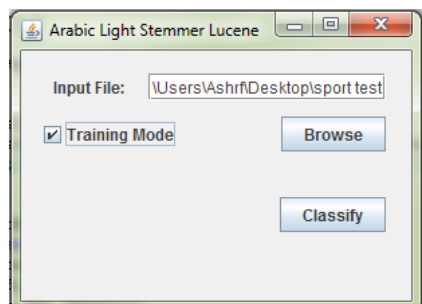 Arabic Light Stemmer Lucene
Input File: \Users\Ashrf\Desktop\sport test
Training Mode Browse
Classify